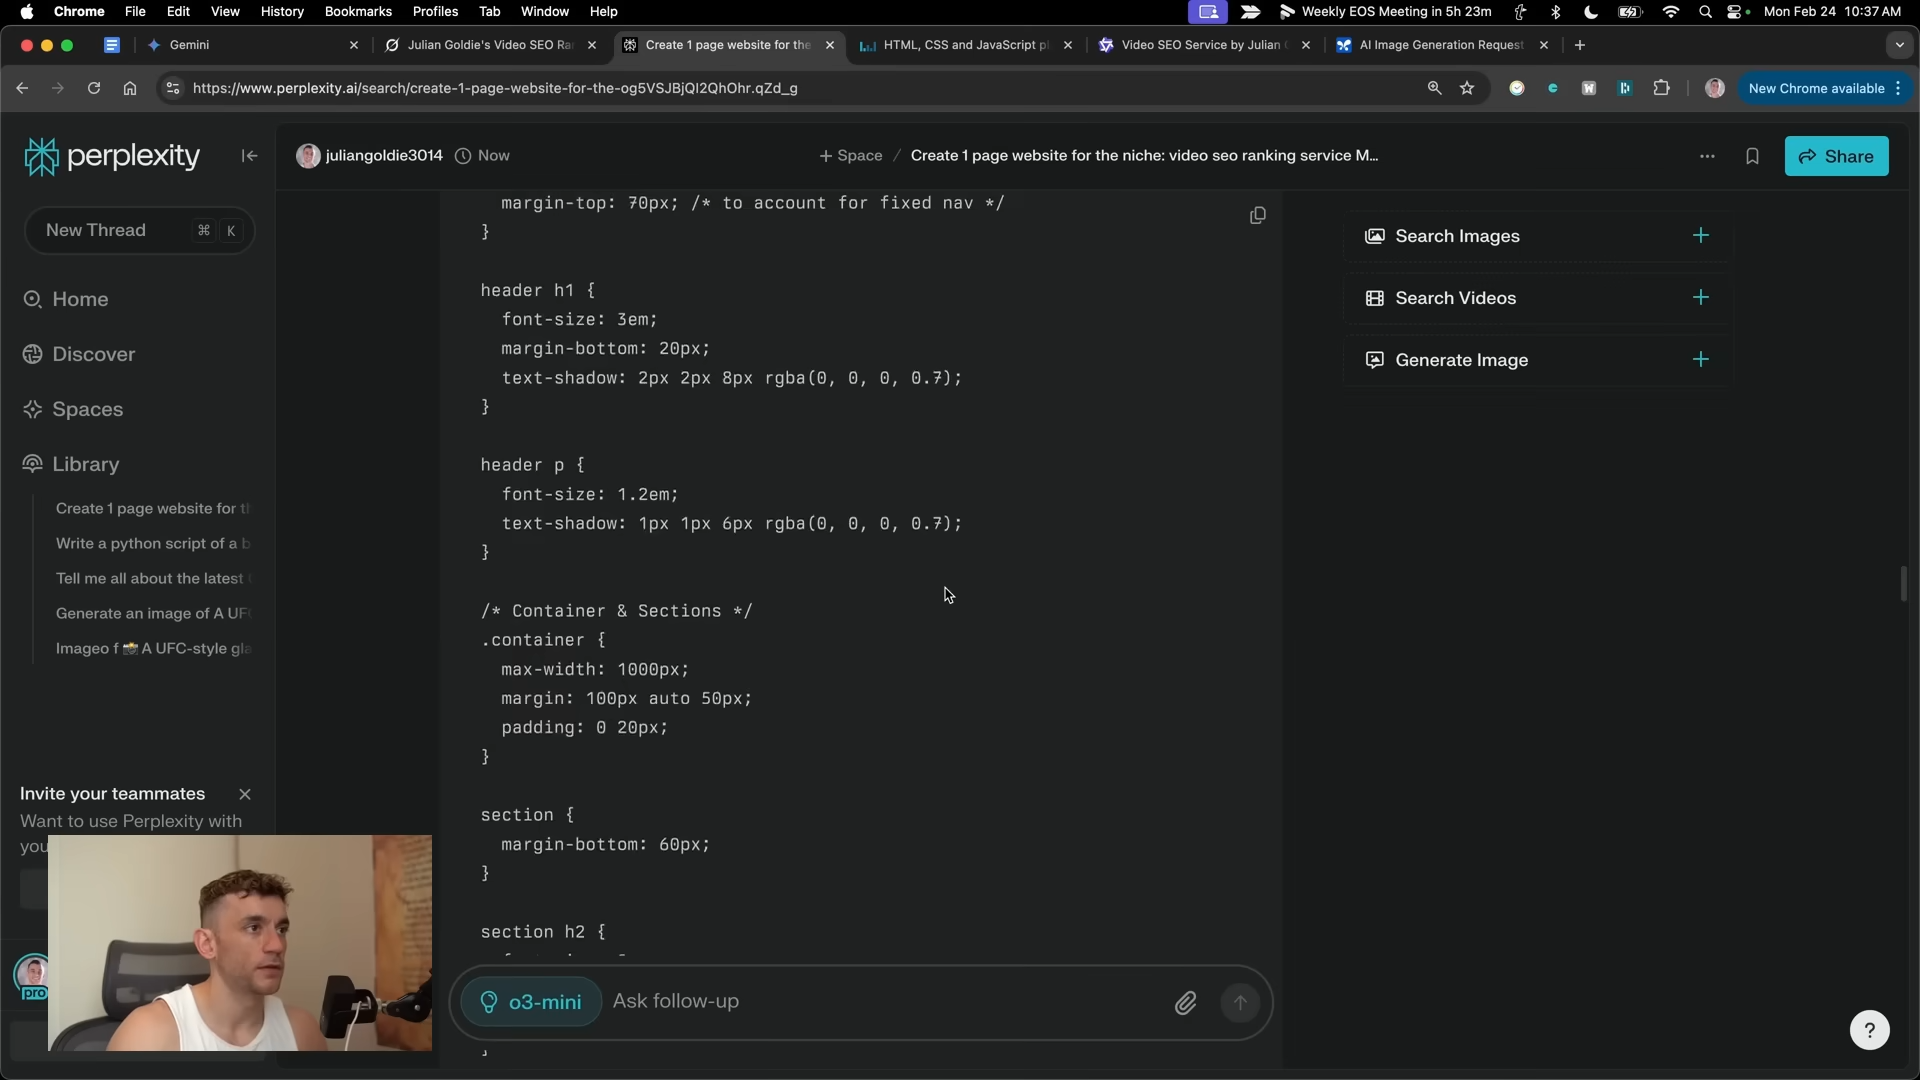 Chrome File Edit View History Bookmarks Profiles Tab Window Help Weekly EOS Meeting in 5h 23m Mon Feb 24 10:37 AM
Gemini Julian Goldie's Video SEO Ra Create 1 page website for the HTML, CSS and JavaScript pl Video SEO Service by Julian AI Image Generation Request
https://www.perplexity.ai/search/create-1-page-website-for-the-og5VSJBjQI2QhOhr.qZd_g New Chrome available
perplexity
juliangoldie3014 Now
+ Space / Create 1 page website for the niche: video seo ranking service M...
Share
New Thread ⌘ K
Home
Discover
Spaces
Library
Create 1 page website for th
Write a python script of a b
Tell me all about the latest
Generate an image of A UF
Imageo f 📸 A UFC-style gla
Invite your teammates
Want to use Perplexity with
you
pro
margin-top: 70px; /* to account for fixed nav */
}
header h1 {
font-size: 3em;
margin-bottom: 20px;
text-shadow: 2px 2px 8px rgba(0, 0, 0, 0.7);
}
header p {
font-size: 1.2em;
text-shadow: 1px 1px 6px rgba(0, 0, 0, 0.7);
}
/* Container & Sections */
.container {
max-width: 1000px;
margin: 100px auto 50px;
padding: 0 20px;
}
section {
margin-bottom: 60px;
}
section h2 {
}
o3-mini Ask follow-up
Search Images +
Search Videos +
Generate Image +
?